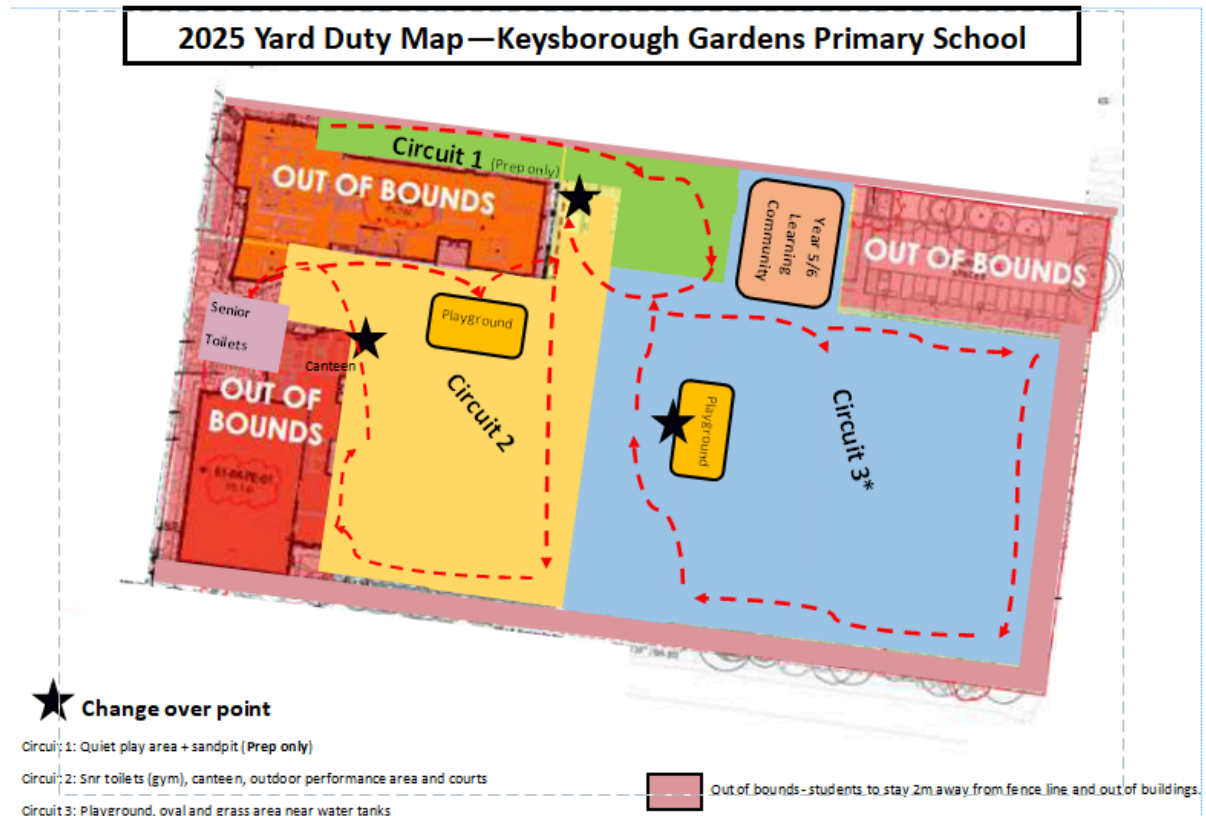 2025 Yard Duty Map—Keysborough Gardens Primary School
Circuit 1 (Prep only)
OUT OF BOUNDS
Year 5/6
Learning
Community
OUT OF BOUNDS
Senior
Toilets
Playground
Canteen
OUT OF
BOUNDS
Circuit 2
Playground
Circuit 3*
Change over point
Circuit 1: Quiet play area + sandpit (Prep only)
Circuit 2: Snr toilets (gym), canteen, outdoor performance area and courts
Circuit 3: Playground, oval and grass area near water tanks
Out of bounds- students to stay 2m away from fence line and out of buildings.